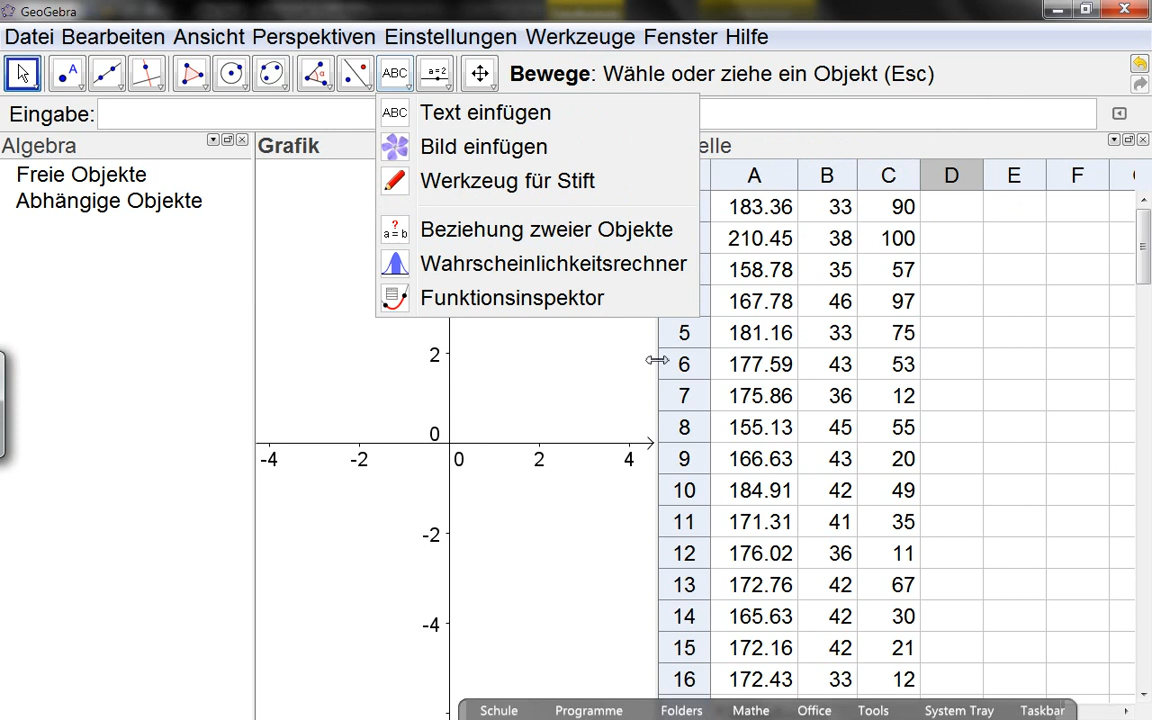 GeoGebra
Datei Bearbeiten Ansicht Perspektiven Einstellungen Werkzeuge Fenster Hilfe
A ABC a=2 Bewege: Wähle oder ziehe ein Objekt (Esc)
Eingabe:
ABC Text einfügen
Bild einfügen
Werkzeug für Stift
? a=b Beziehung zweier Objekte
Wahrscheinlichkeitsrechner
Funktionsinspektor
Algebra
Freie Objekte
Abhängige Objekte
Grafik
2
0
-4 -2 0 2 4
-2
-4
elle
A B C D E F
183.36 33 90
210.45 38 100
158.78 35 57
167.78 46 97
5 181.16 33 75
6 177.59 43 53
7 175.86 36 12
8 155.13 45 55
9 166.63 43 20
10 184.91 42 49
11 171.31 41 35
12 176.02 36 11
13 172.76 42 67
14 165.63 42 30
15 172.16 42 21
16 172.43 33 12
Schule Programme Folders Mathe Office Tools System Tray Taskbar